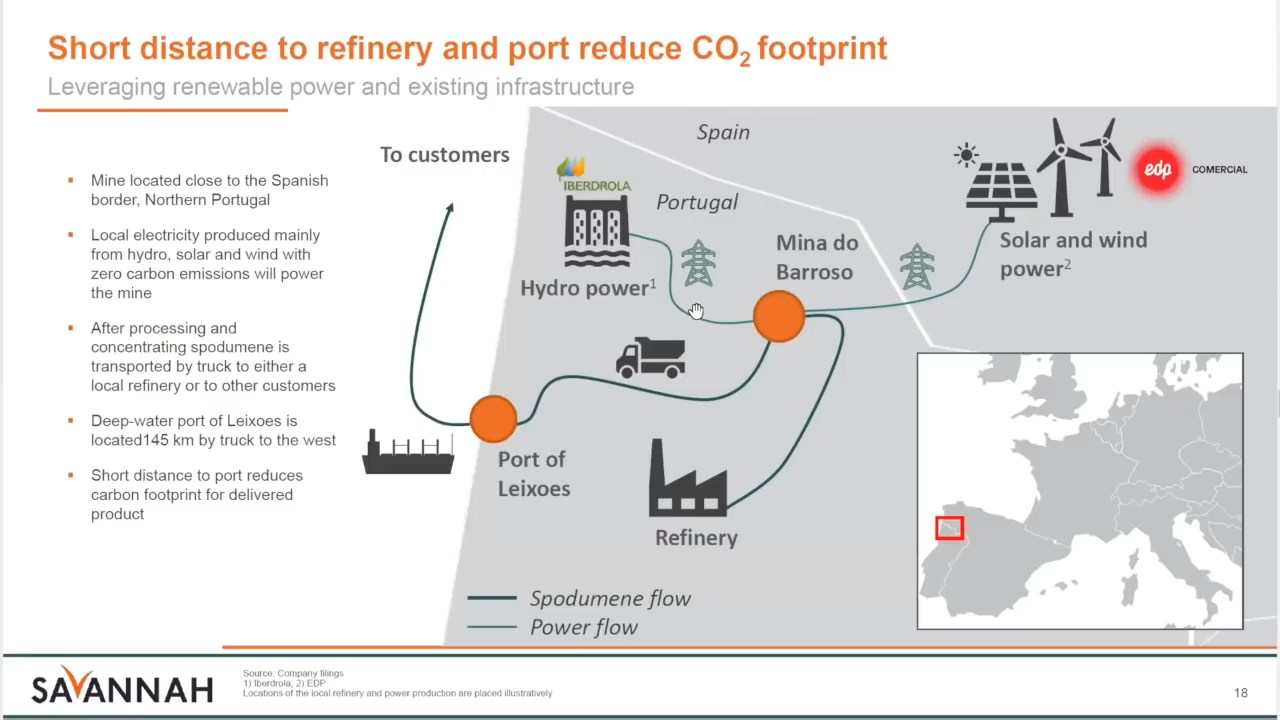 Short distance to refinery and port reduce CO2 footprint
Leveraging renewable power and existing infrastructure
▪ Mine located close to the Spanish
border, Northern Portugal
▪ Local electricity produced mainly
from hydro, solar and wind with
zero carbon emissions will power
the mine
▪ After processing and
concentrating spodumene is
transported by truck to either a
local refinery or to other customers
▪ Deep-water port of Leixoes is
located145 km by truck to the west
▪ Short distance to port reduces
carbon footprint for delivered
product
To customers
Spain
Portugal
IBERDROLA
Hydro power1
Mina do
Barroso
edp
COMERCIAL
Solar and wind
power2
Port of
Leixoes
Refinery
Spodumene flow
Power flow
SAVANNAH
Source: Company filings
1) Iberdrola, 2) EDP
Locations of the local refinery and power production are placed illustratively
18